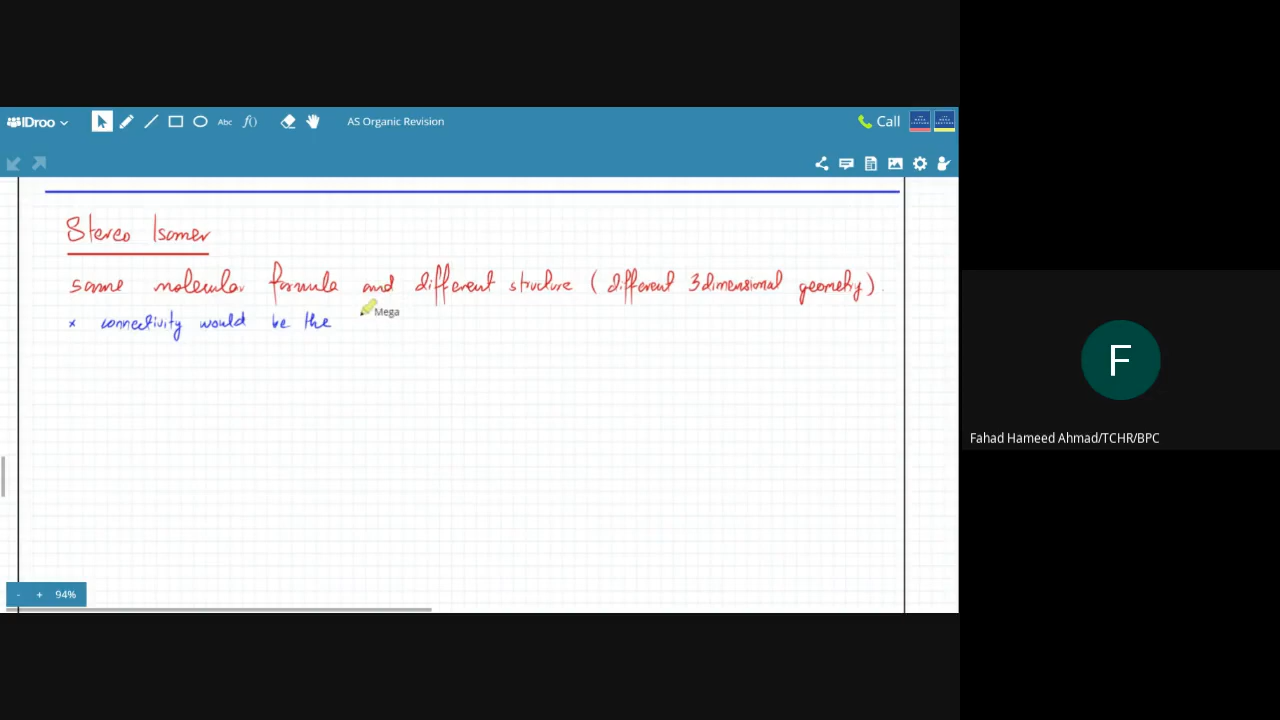 IDroo
Abc
f()
AS Organic Revision
Call
Stereo Isomer
same molecular formula and different structure ( different 3dimensional geometry ) .
Mega
× connectivity would be the
F
Fahad Hameed Ahmad/TCHR/BPC
- + 94%